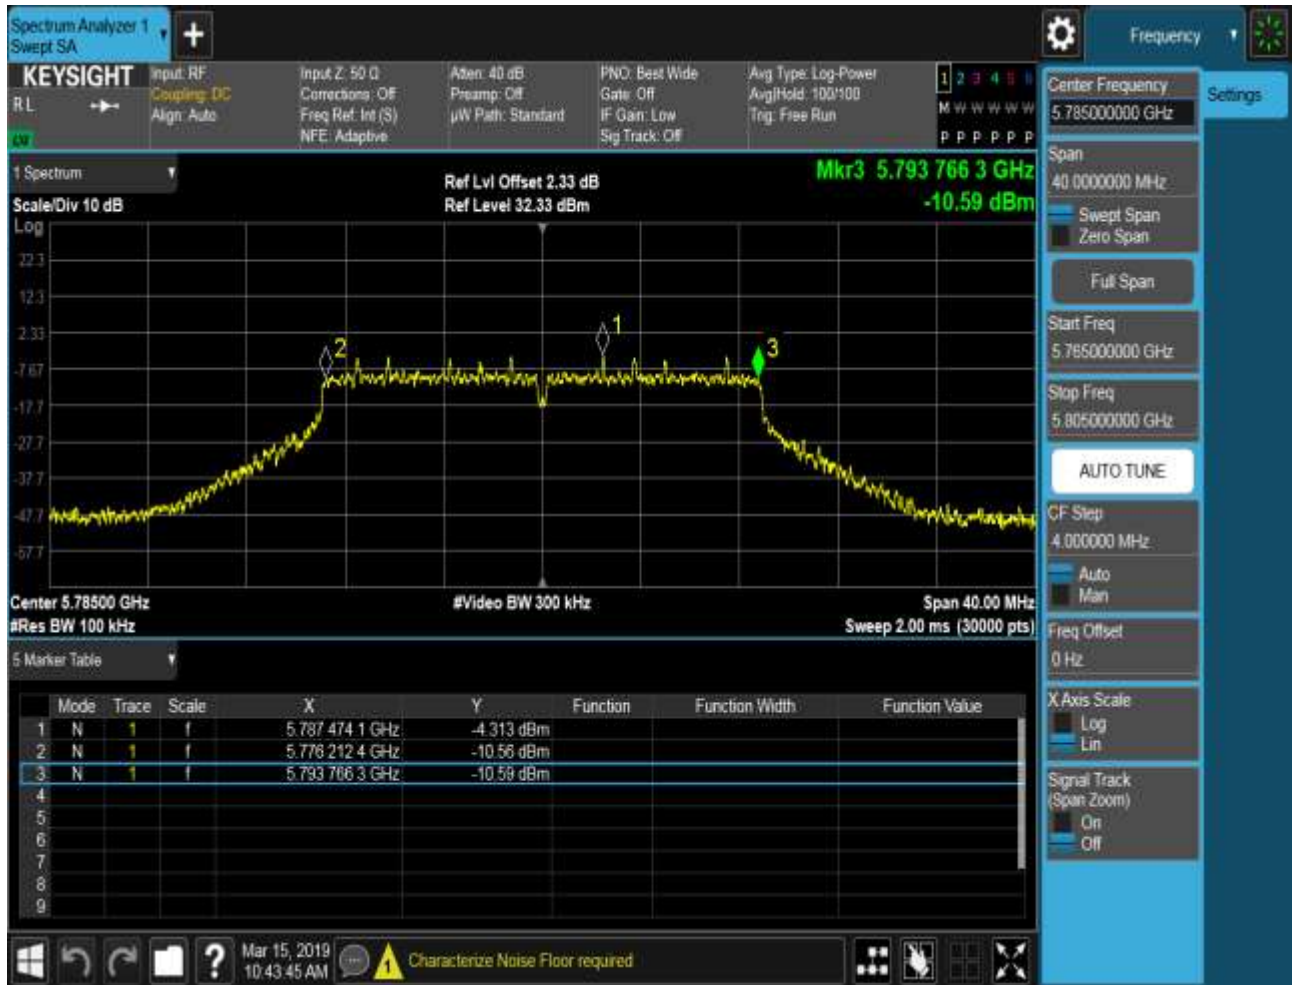 Spectrum Analyzer 1
Swept SA
+
Frequency
KEYSIGHT
RL
Input: RF
Coupling: DC
Align: Auto
Input Z: 50 Ω
Corrections: Off
Freq Ref: Int (S)
NFE: Adaptive
Atten: 40 dB
Preamp: Off
µW Path: Standard
PNO: Best Wide
Gate: Off
IF Gain: Low
Sig Track: Off
Avg Type: Log-Power
Avg|Hold: 100/100
Trig: Free Run
1 2 3 4 5 6
M W W W W W
P P P P P P
1 Spectrum
Scale/Div 10 dB
Ref Lvl Offset 2.33 dB
Ref Level 32.33 dBm
Mkr3 5.793 766 3 GHz
-10.59 dBm
Log
22.3
12.3
2.33
-7.67
-17.7
-27.7
-37.7
-47.7
-57.7
1
2
3
Center 5.78500 GHz
#Video BW 300 kHz
Span 40.00 MHz
#Res BW 100 kHz
Sweep 2.00 ms (30000 pts)
5 Marker Table
Mode Trace Scale X Y Function Function Width Function Value
1 N 1 f 5.787 474 1 GHz -4.313 dBm
2 N 1 f 5.776 212 4 GHz -10.56 dBm
3 N 1 f 5.793 766 3 GHz -10.59 dBm
4
5
6
7
8
9
Mar 15, 2019
10:43:45 AM
?
1
Characterize Noise Floor required
Center Frequency
5.785000000 GHz
Settings
Span
40.0000000 MHz
Swept Span
Zero Span
Full Span
Start Freq
5.765000000 GHz
Stop Freq
5.805000000 GHz
AUTO TUNE
CF Step
4.000000 MHz
Auto
Man
Freq Offset
0 Hz
X Axis Scale
Log
Lin
Signal Track
(Span Zoom)
On
Off